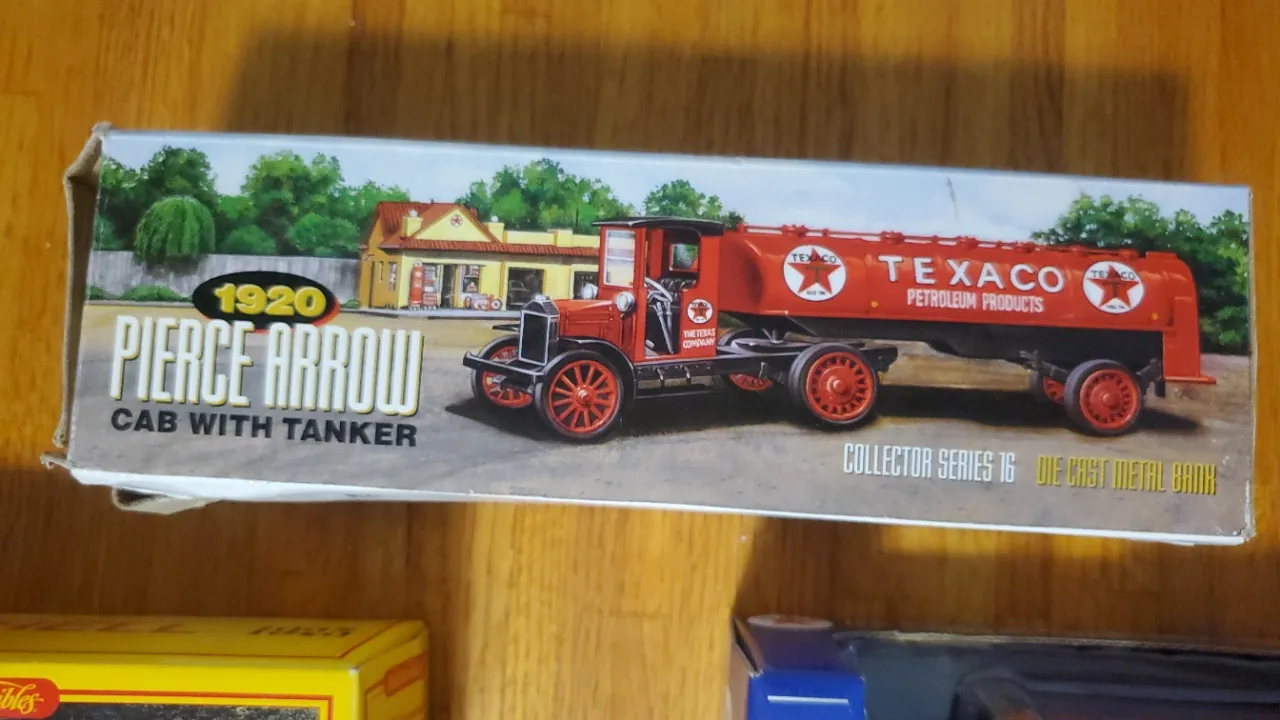 1920
PIERCE ARROW
CAB WITH TANKER
TEXACO
T
TEXACO
PETROLEUM PRODUCTS
TEXACO
T
THE TEXAS
COMPANY
COLLECTOR SERIES 16
DIE CAST METAL BANK